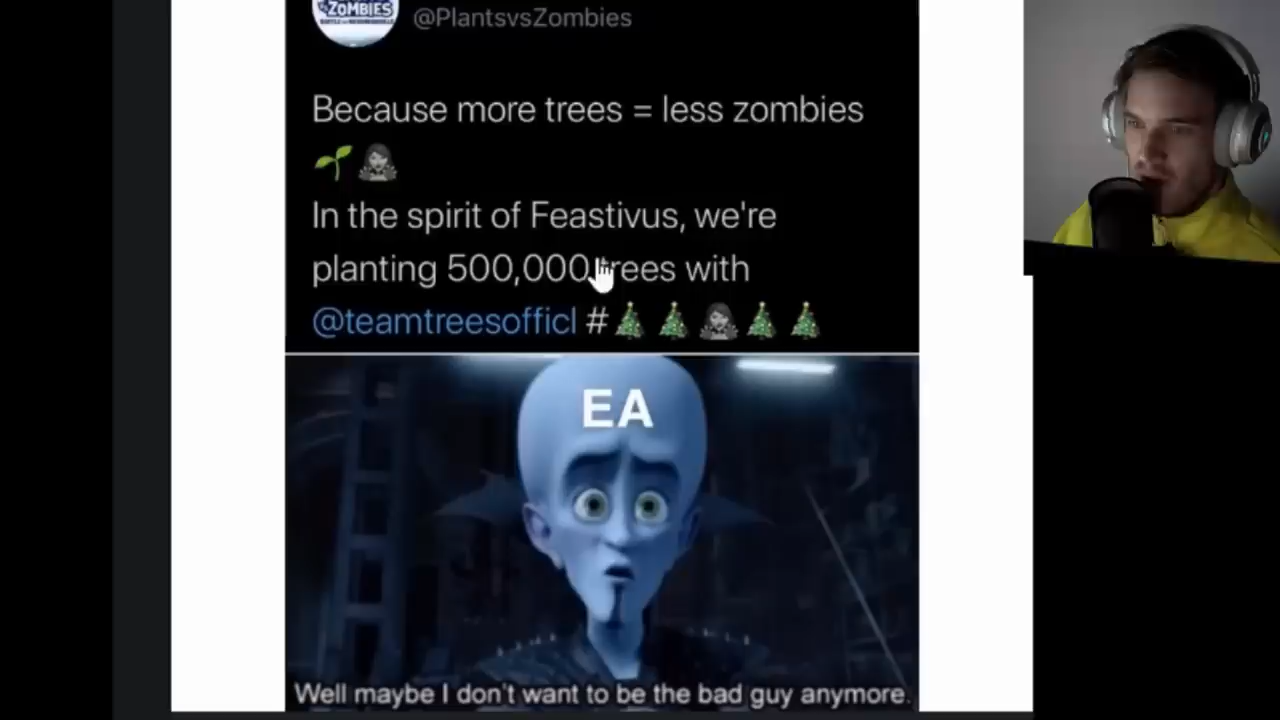 ZOMBIES
@PlantsvsZombies
Because more trees = less zombies
🌱🧟‍♀️
In the spirit of Feastivus, we're
planting 500,000 trees with
@teamtreesofficl #🎄🎄🧟‍♀️🎄🎄
EA
Well maybe I don't want to be the bad guy anymore.